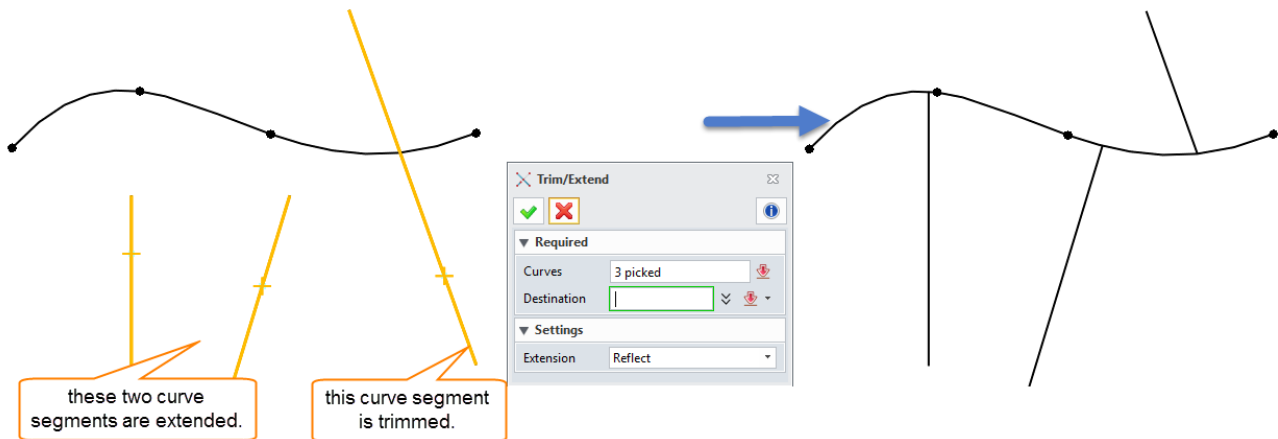 Trim/Extend
Required
Curves 3 picked
Destination
Settings
Extension Reflect
these two curve
segments are extended.
this curve segment
is trimmed.